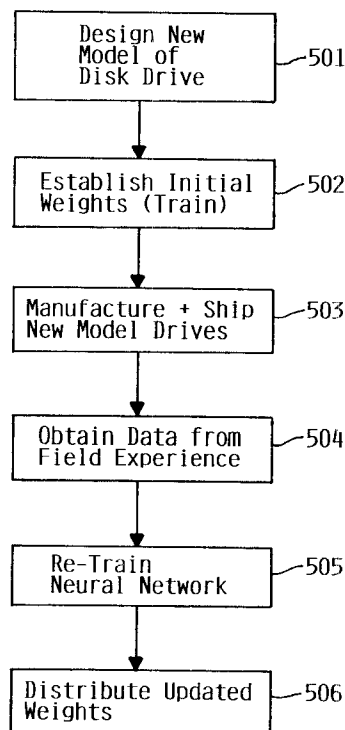 Design New
Model of
Disk Drive
501
Establish Initial
Weights (Train)
502
Manufacture + Ship
New Model Drives
503
Obtain Data from
Field Experience
504
Re-Train
Neural Network
505
Distribute Updated
Weights
506